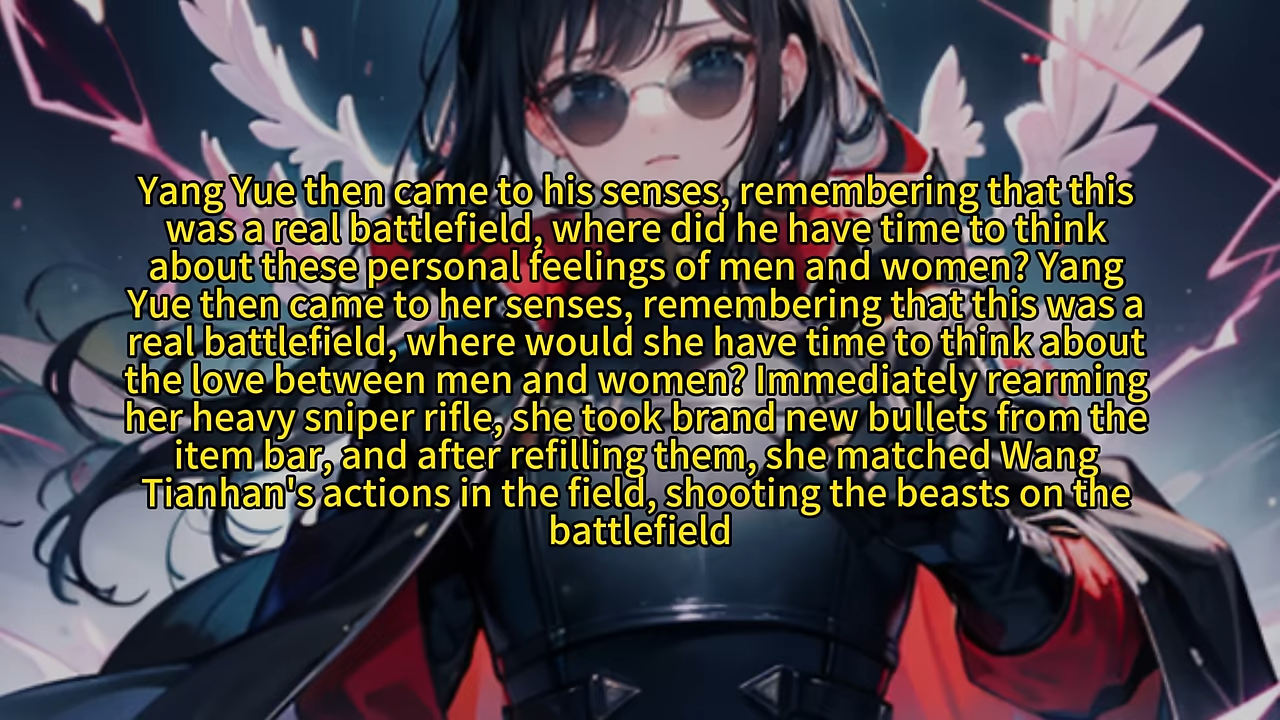 Yang Yue then came to his senses, remembering that this
was a real battlefield, where did he have time to think
about these personal feelings of men and women? Yang
Yue then came to her senses, remembering that this was a
real battlefield, where would she have time to think about
the love between men and women? Immediately rearming
her heavy sniper rifle, she took brand new bullets from the
item bar, and after refilling them, she matched Wang
Tianhan's actions in the field, shooting the beasts on the
battlefield